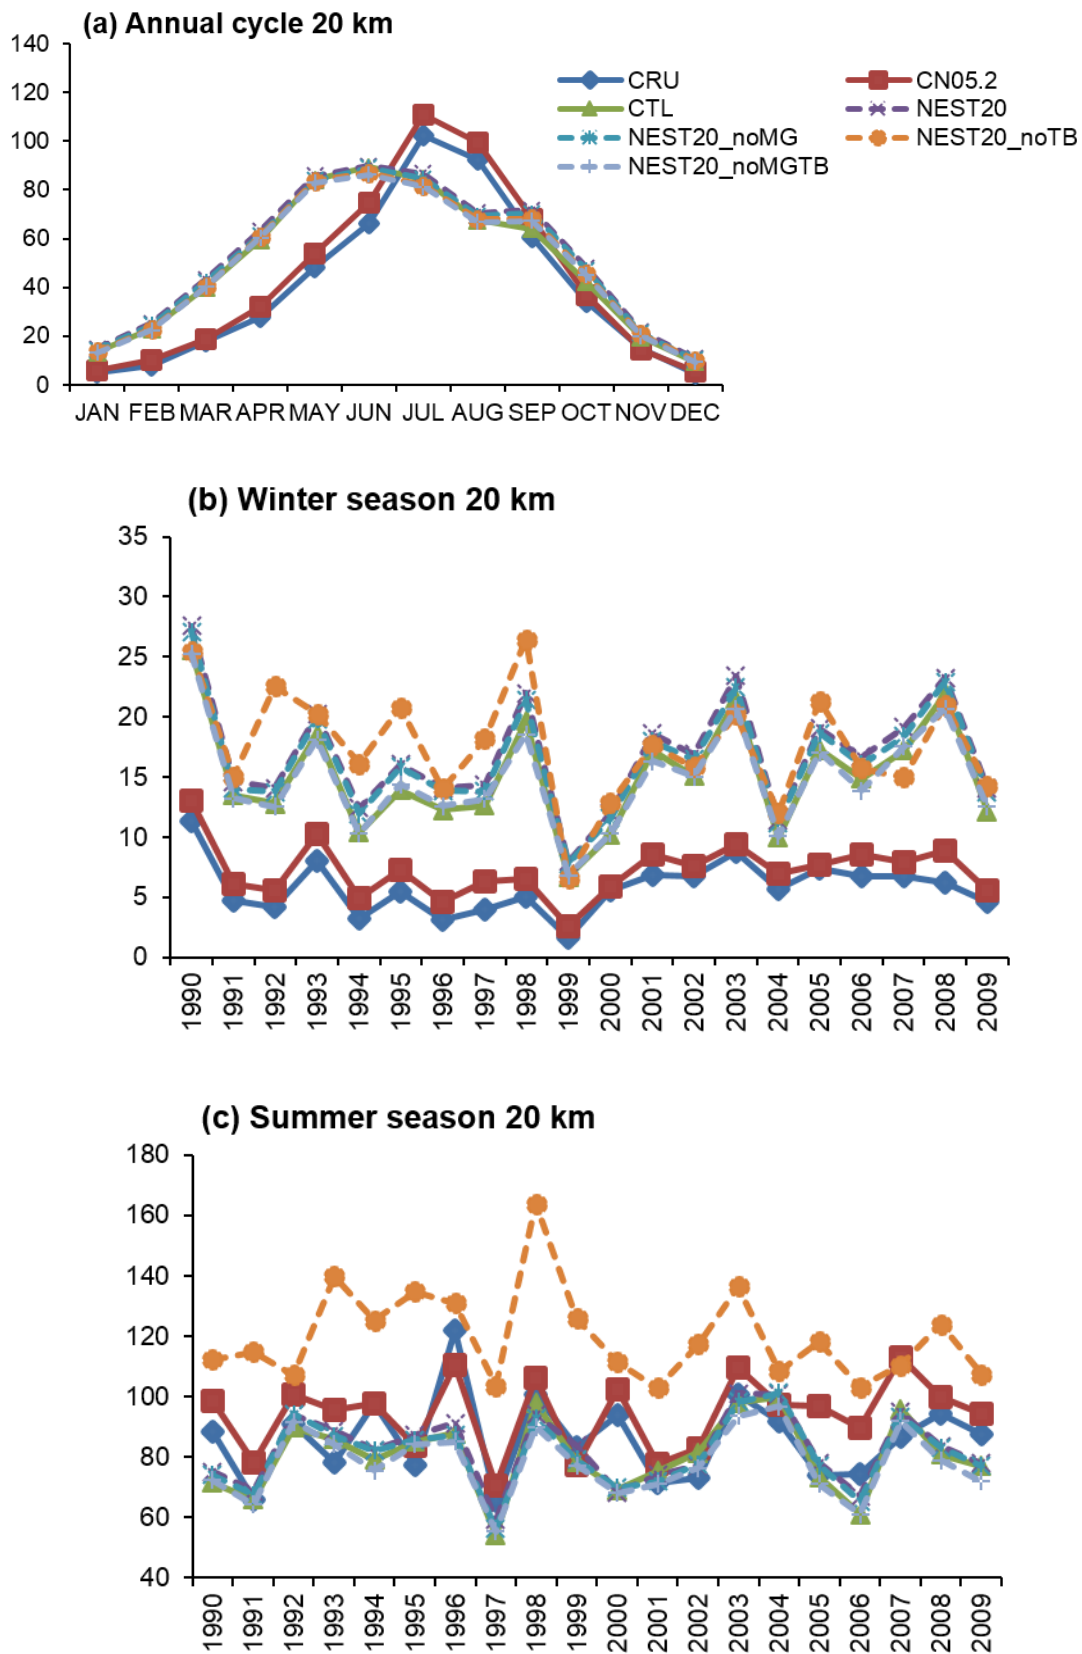 (a) Annual cycle 20 km
140
120
100
80
60
40
20
0
CRU
CN05.2
CTL
NEST20
NEST20_noMG
NEST20_noTB
NEST20_noMGTB
JAN FEB MAR APR MAY JUN JUL AUG SEP OCT NOV DEC
(b) Winter season 20 km
35
30
25
20
15
10
5
0
1990 1991 1992 1993 1994 1995 1996 1997 1998 1999 2000 2001 2002 2003 2004 2005 2006 2007 2008 2009
(c) Summer season 20 km
180
160
140
120
100
80
60
40
1990 1991 1992 1993 1994 1995 1996 1997 1998 1999 2000 2001 2002 2003 2004 2005 2006 2007 2008 2009